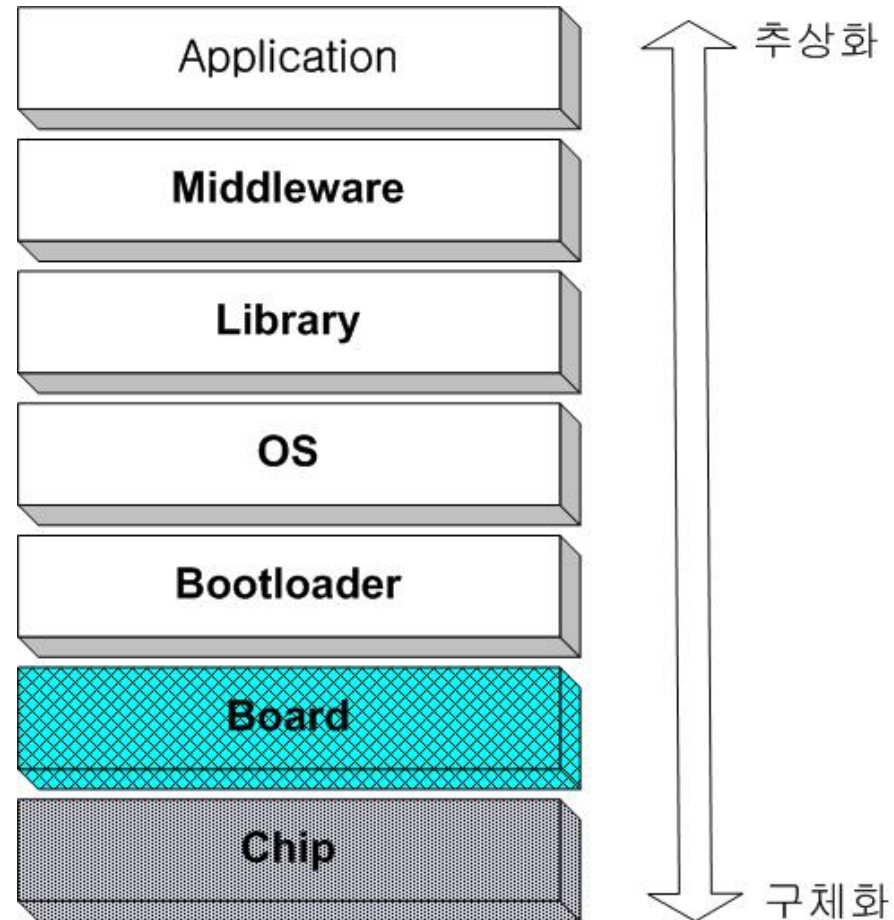 Application
추상화
Middleware
Library
OS
Bootloader
Board
Chip
구체화